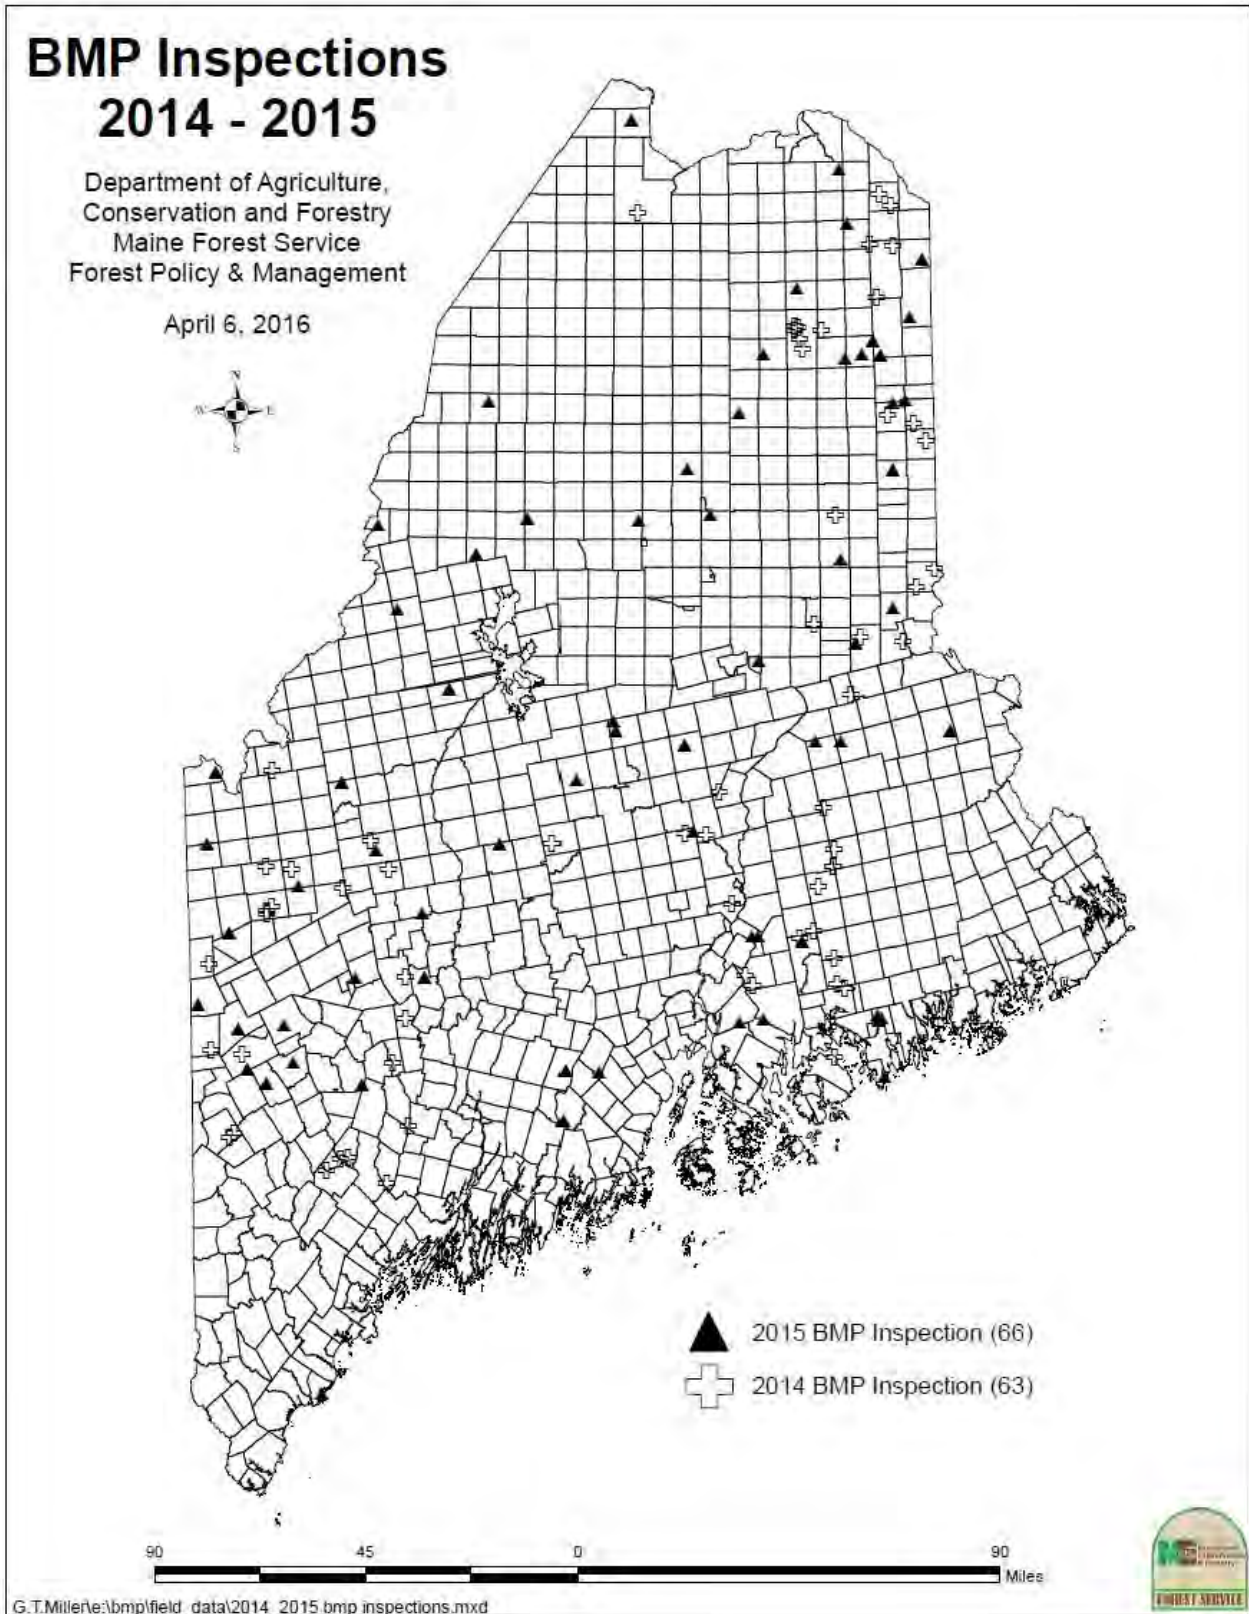 BMP Inspections
2014 - 2015
Department of Agriculture,
Conservation and Forestry
Maine Forest Service
Forest Policy & Management
April 6, 2016
N
W E
S
2015 BMP Inspection (66)
2014 BMP Inspection (63)
90 45 0 90
Miles
FOREST SERVICE
G.T.Miller\e:\bmp\field_data\2014_2015 bmp inspections.mxd